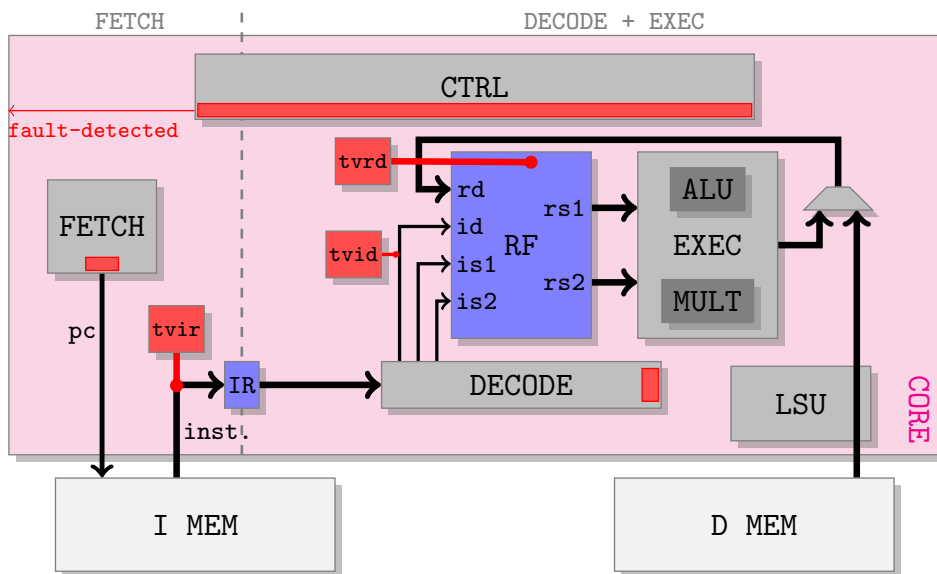 FETCH
DECODE + EXEC
CTRL
fault-detected
tvrd
rd
ALU
FETCH
id
rs1
RF
EXEC
tvid
is1
rs2
is2
MULT
pc
tvir
IR
DECODE
LSU
CORE
inst.
I MEM
D MEM